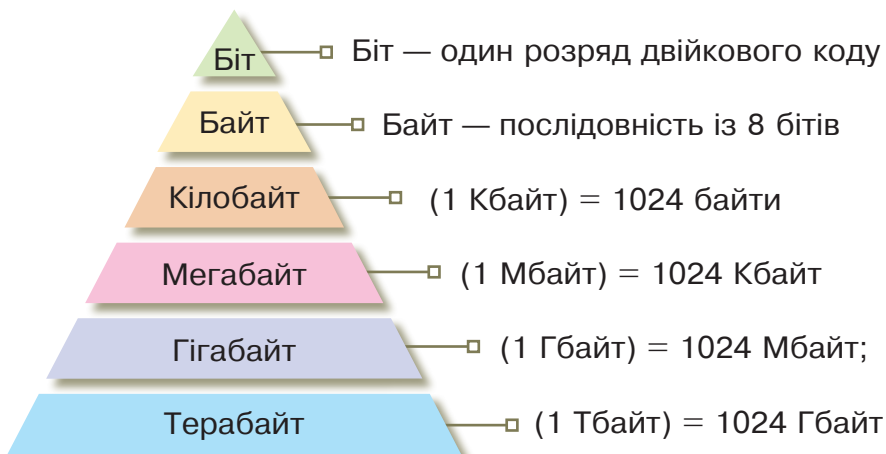 Біт
Біт — один розряд двійкового коду
Байт
Байт — послідовність із 8 бітів
Кілобайт
(1 Кбайт) = 1024 байти
Мегабайт
(1 Мбайт) = 1024 Кбайт
Гігабайт
(1 Гбайт) = 1024 Мбайт;
Терабайт
(1 Тбайт) = 1024 Гбайт